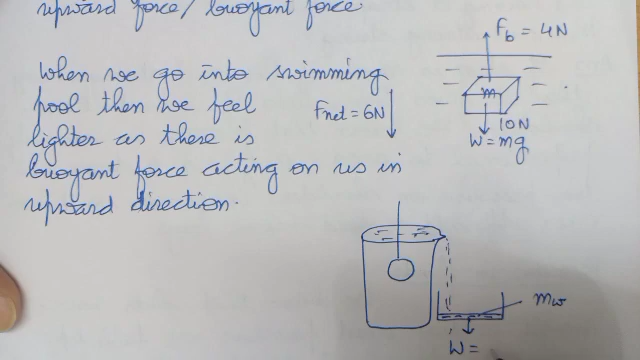 upward force/buoyant force
when we go into swimming
pool then we feel
lighter as there is
buoyant force acting on us in
upward direction.
Fb = 4N
m
Fnet = 6N
10N
W = mg
mw
W =